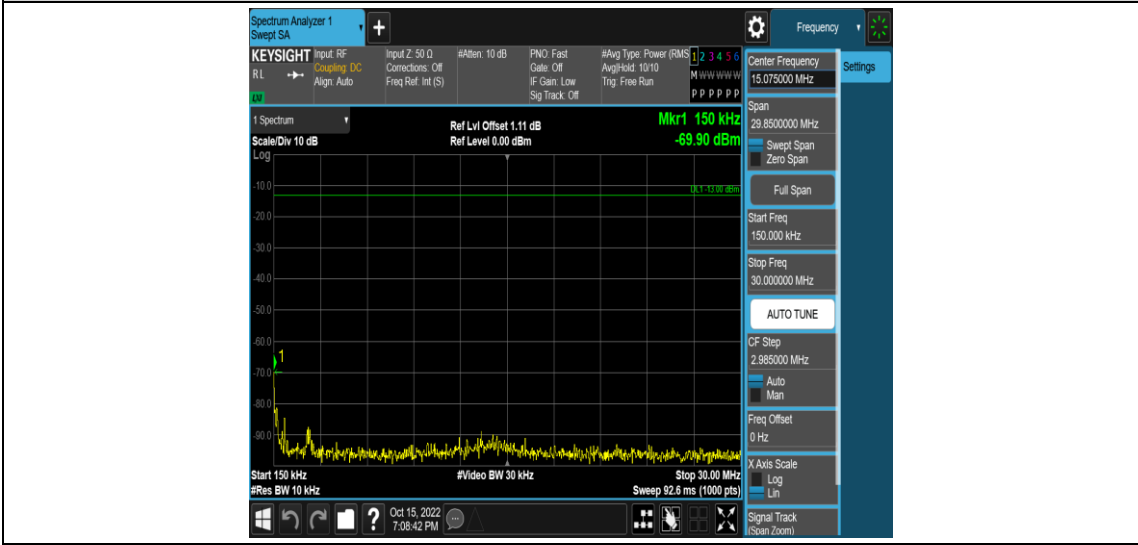 Spectrum Analyzer 1
Swept SA
+
Frequency
KEYSIGHT
RL
LXI
Input: RF
Coupling: DC
Align: Auto
Input Z: 50 Ω
Corrections: Off
Freq Ref: Int (S)
#Atten: 10 dB
PNO: Fast
Gate: Off
IF Gain: Low
Sig Track: Off
#Avg Type: Power (RMS
Avg|Hold: 10/10
Trig: Free Run
1 2 3 4 5 6
M W W W W W
P P P P P P
Center Frequency
15.075000 MHz
Settings
Span
29.8500000 MHz
Swept Span
Zero Span
Full Span
Start Freq
150.000 kHz
Stop Freq
30.000000 MHz
AUTO TUNE
CF Step
2.985000 MHz
Auto
Man
Freq Offset
0 Hz
X Axis Scale
Log
Lin
Signal Track
(Span Zoom)
1 Spectrum
Scale/Div 10 dB
Log
Ref Lvl Offset 1.11 dB
Ref Level 0.00 dBm
Mkr1 150 kHz
-69.90 dBm
DL1 -13.00 dBm
-10.0
-20.0
-30.0
-40.0
-50.0
-60.0
1
-70.0
-80.0
-90.0
Start 150 kHz
#Video BW 30 kHz
Stop 30.00 MHz
#Res BW 10 kHz
Sweep 92.6 ms (1000 pts)
?
Oct 15, 2022
7:08:42 PM